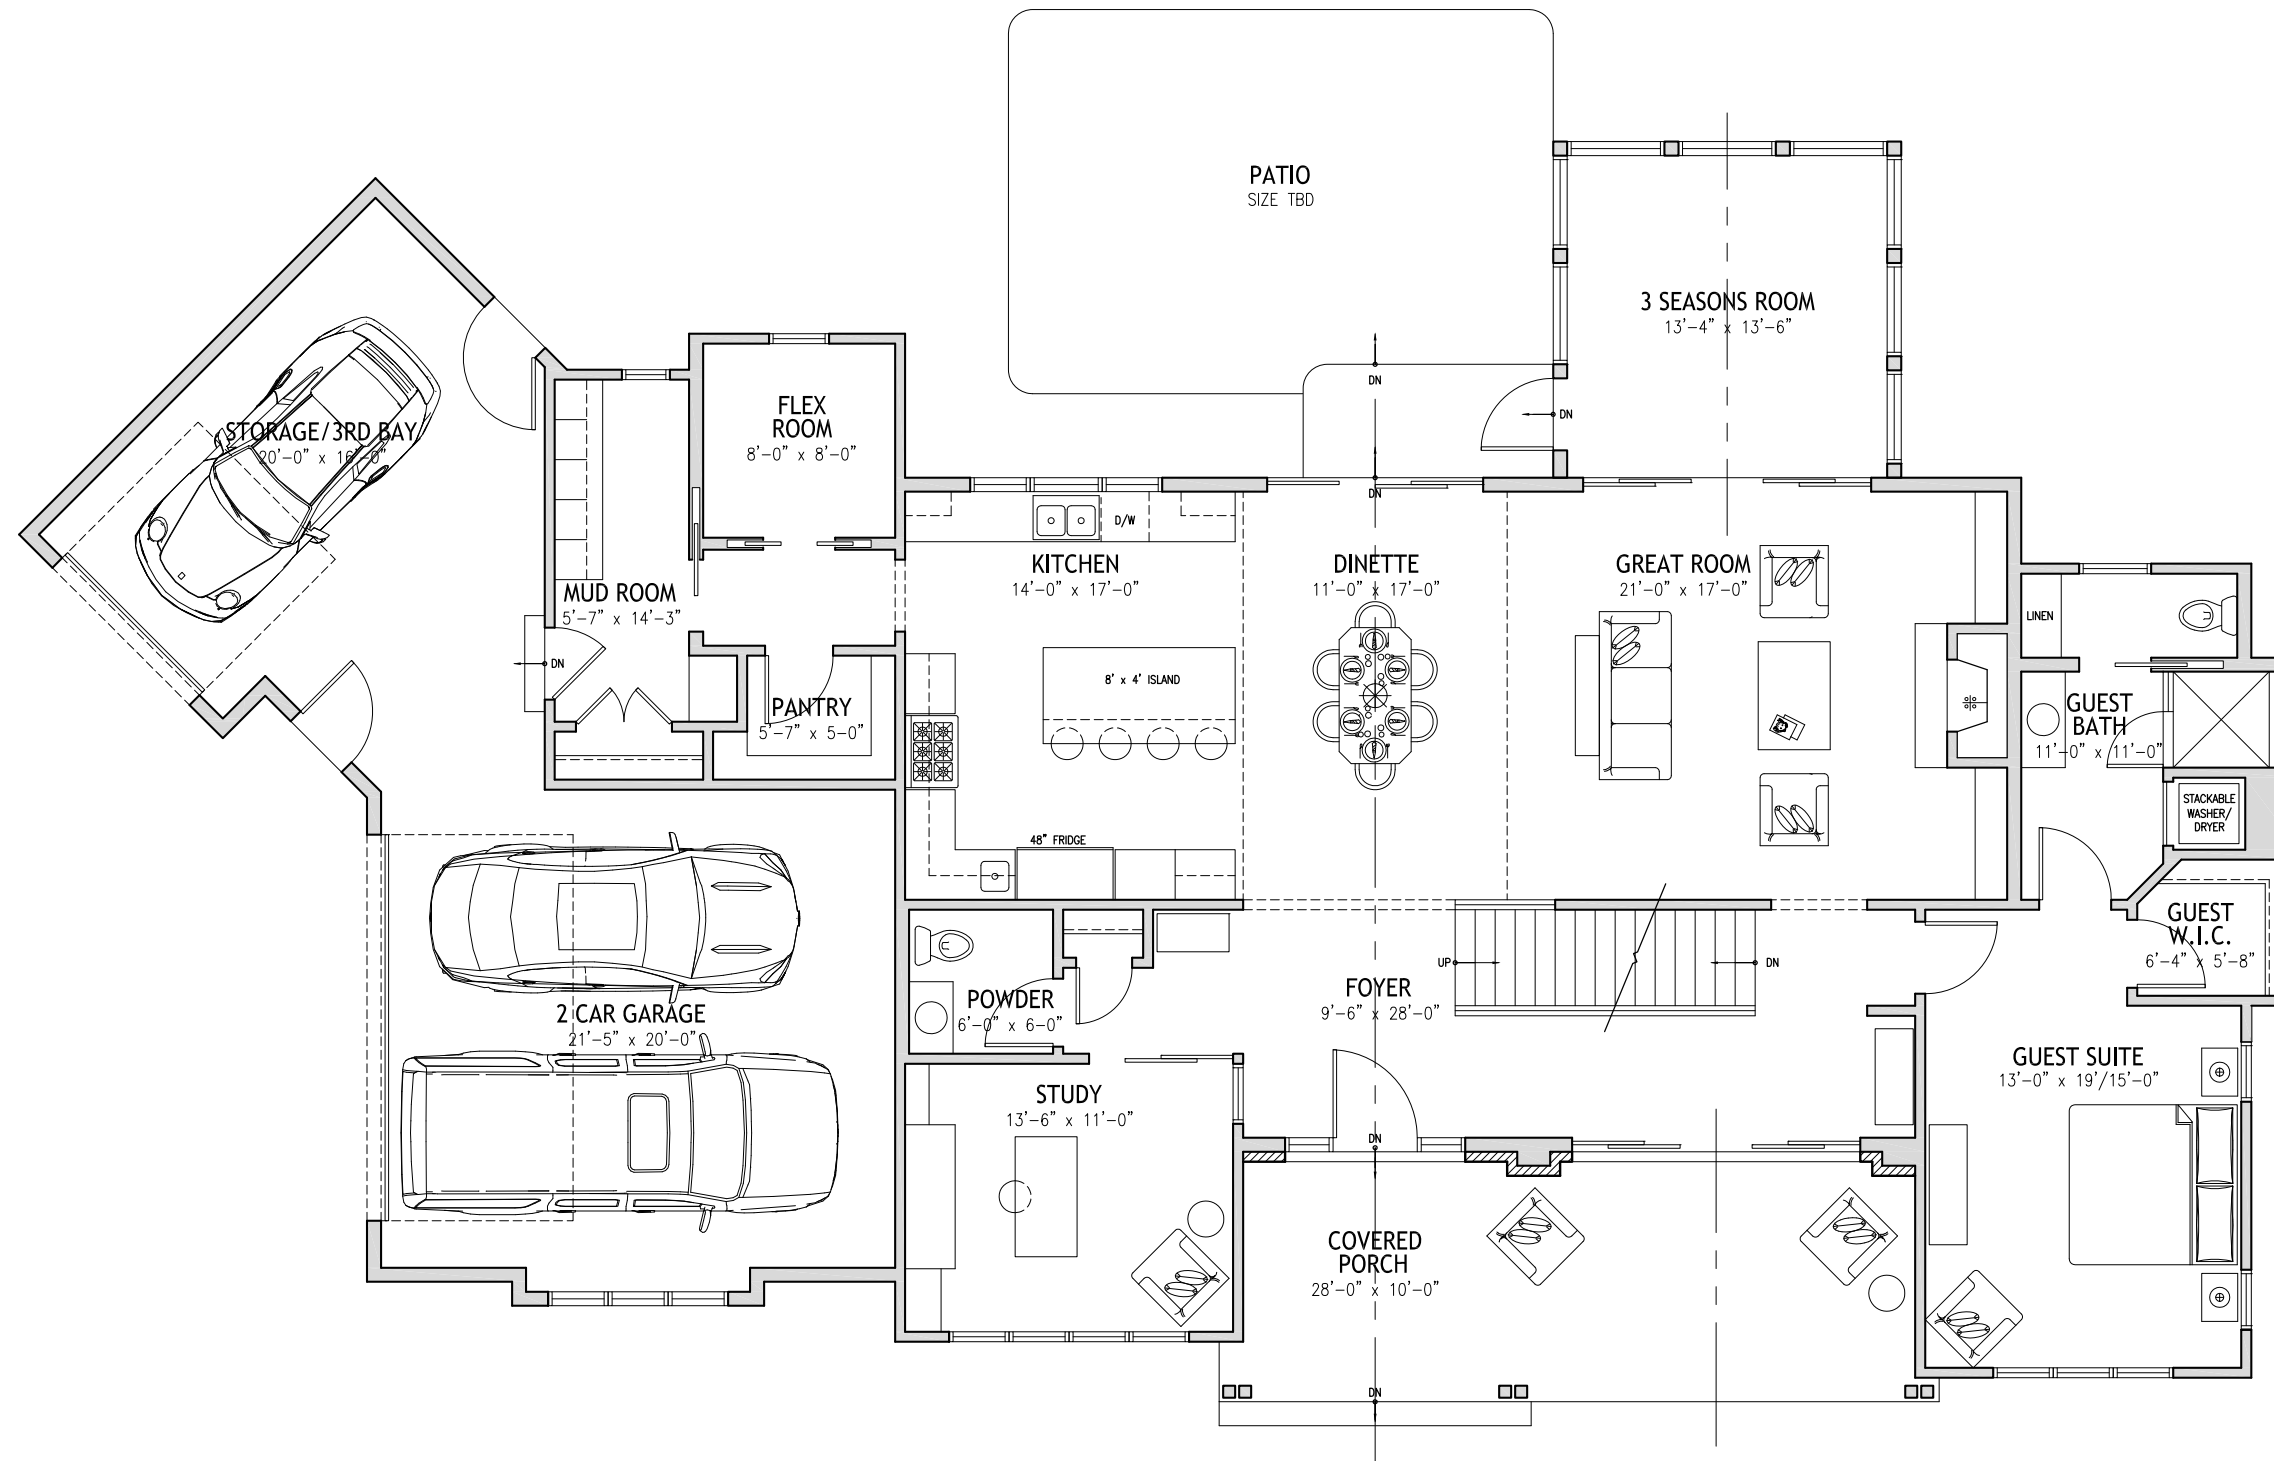 PATIO
SIZE TBD
3 SEASONS ROOM
13'-4" x 13'-6"
DN
DN
DN
FLEX
ROOM
8'-0" x 8'-0"
STORAGE/3RD BAY
20'-0" x 16'-0"
D/W
KITCHEN
14'-0" x 17'-0"
DINETTE
11'-0" x 17'-0"
GREAT ROOM
21'-0" x 17'-0"
MUD ROOM
5'-7" x 14'-3"
LINEN
DN
8' x 4' ISLAND
PANTRY
5'-7" x 5-0"
GUEST
BATH
11'-0" x 11'-0"
STACKABLE
WASHER/
DRYER
48" FRIDGE
GUEST
W.I.C.
6'-4" x 5'-8"
UP
DN
POWDER
6'-0" x 6-0"
FOYER
9'-6" x 28'-0"
2 CAR GARAGE
21'-5" x 20'-0"
GUEST SUITE
13'-0" x 19'/15'-0"
STUDY
13'-6" x 11'-0"
DN
COVERED
PORCH
28'-0" x 10'-0"
DN